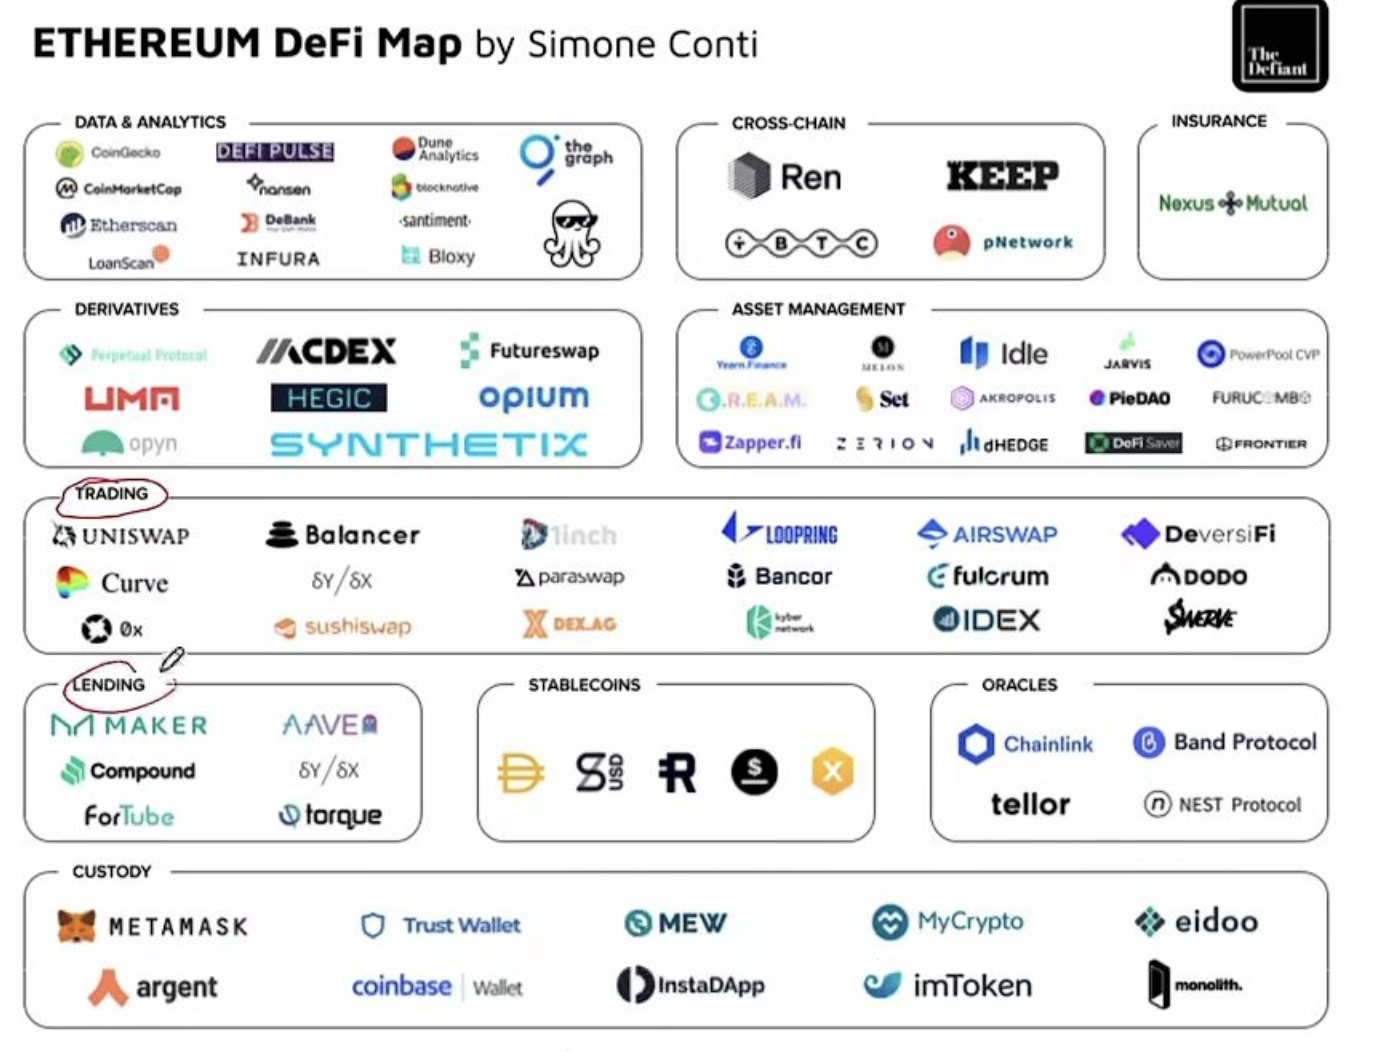 ETHEREUM DeFi Map by Simone Conti
The
Defiant
DATA & ANALYTICS
CoinGecko
DEFI PULSE
Dune
Analytics
the
graph
CoinMarketCap
nansen
blocknative
Etherscan
DeBank
·santiment·
LoanScan
INFURA
Bloxy
CROSS-CHAIN
Ren
KEEP
BTC
pNetwork
INSURANCE
Nexus Mutual
DERIVATIVES
Perpetual Protocol
MCDEX
Futureswap
UMA
HEGIC
opium
opyn
SYNTHETIX
ASSET MANAGEMENT
Yearn.Finance
MELON
Idle
JARVIS
PowerPool CVP
C.R.E.A.M.
Set
AKROPOLIS
PieDAO
FURUCOMBO
Zapper.fi
ZERION
dHEDGE
DeFi Saver
FRONTIER
TRADING
UNISWAP
Balancer
1inch
LOOPRING
AIRSWAP
DeversiFi
Curve
δY/δX
paraswap
Bancor
fulcrum
DODO
0x
sushiswap
DEX.AG
kyber
network
IDEX
SWERVE
LENDING
MAKER
AAVE
Compound
δY/δX
ForTube
torque
STABLECOINS
S USD
R
$
X
ORACLES
Chainlink
Band Protocol
tellor
n NEST Protocol
CUSTODY
METAMASK
Trust Wallet
MEW
MyCrypto
eidoo
argent
coinbase | Wallet
InstaDApp
imToken
monolith.